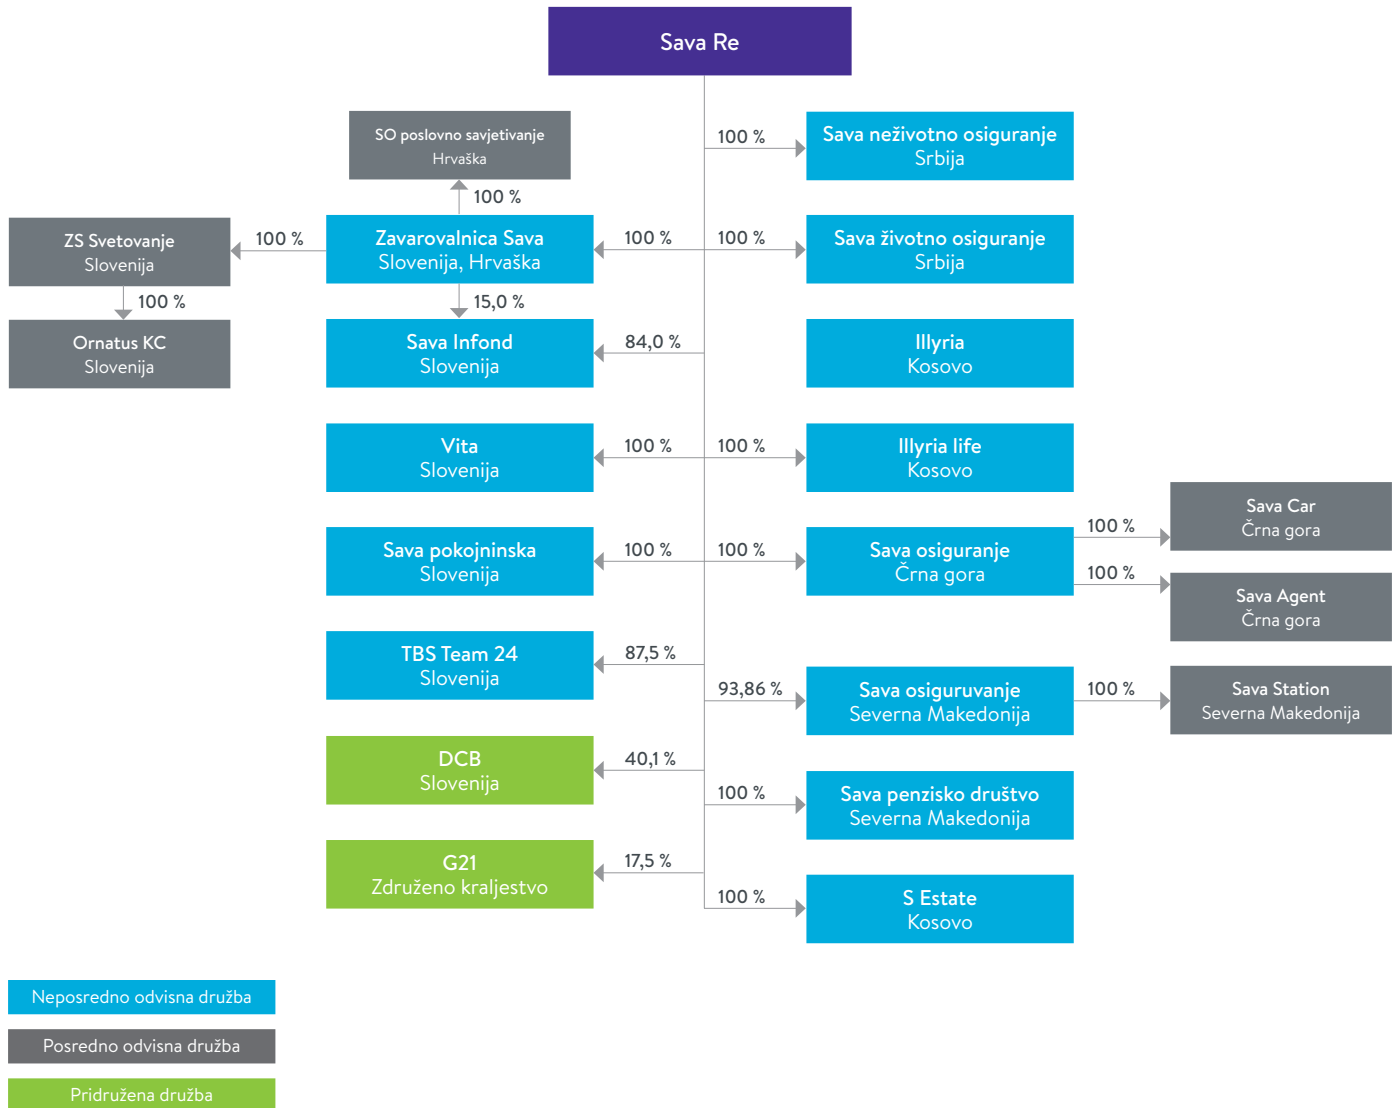 Sava Re
SO poslovno savjetivanje
Hrvaška
100 %
Sava neživotno osiguranje
Srbija
100 %
ZS Svetovanje
Slovenija
100 %
Zavarovalnica Sava
Slovenija, Hrvaška
100 %
100 %
Sava životno osiguranje
Srbija
100 %
15,0 %
Ornatus KC
Slovenija
Sava Infond
Slovenija
84,0 %
Illyria
Kosovo
Vita
Slovenija
100 %
100 %
Illyria life
Kosovo
Sava pokojninska
Slovenija
100 %
100 %
Sava osiguranje
Črna gora
100 %
Sava Car
Črna gora
100 %
Sava Agent
Črna gora
TBS Team 24
Slovenija
87,5 %
93,86 %
Sava osiguruvanje
Severna Makedonija
100 %
Sava Station
Severna Makedonija
DCB
Slovenija
40,1 %
100 %
Sava penzisko društvo
Severna Makedonija
G21
Združeno kraljestvo
17,5 %
100 %
S Estate
Kosovo
Neposredno odvisna družba
Posredno odvisna družba
Pridružena družba